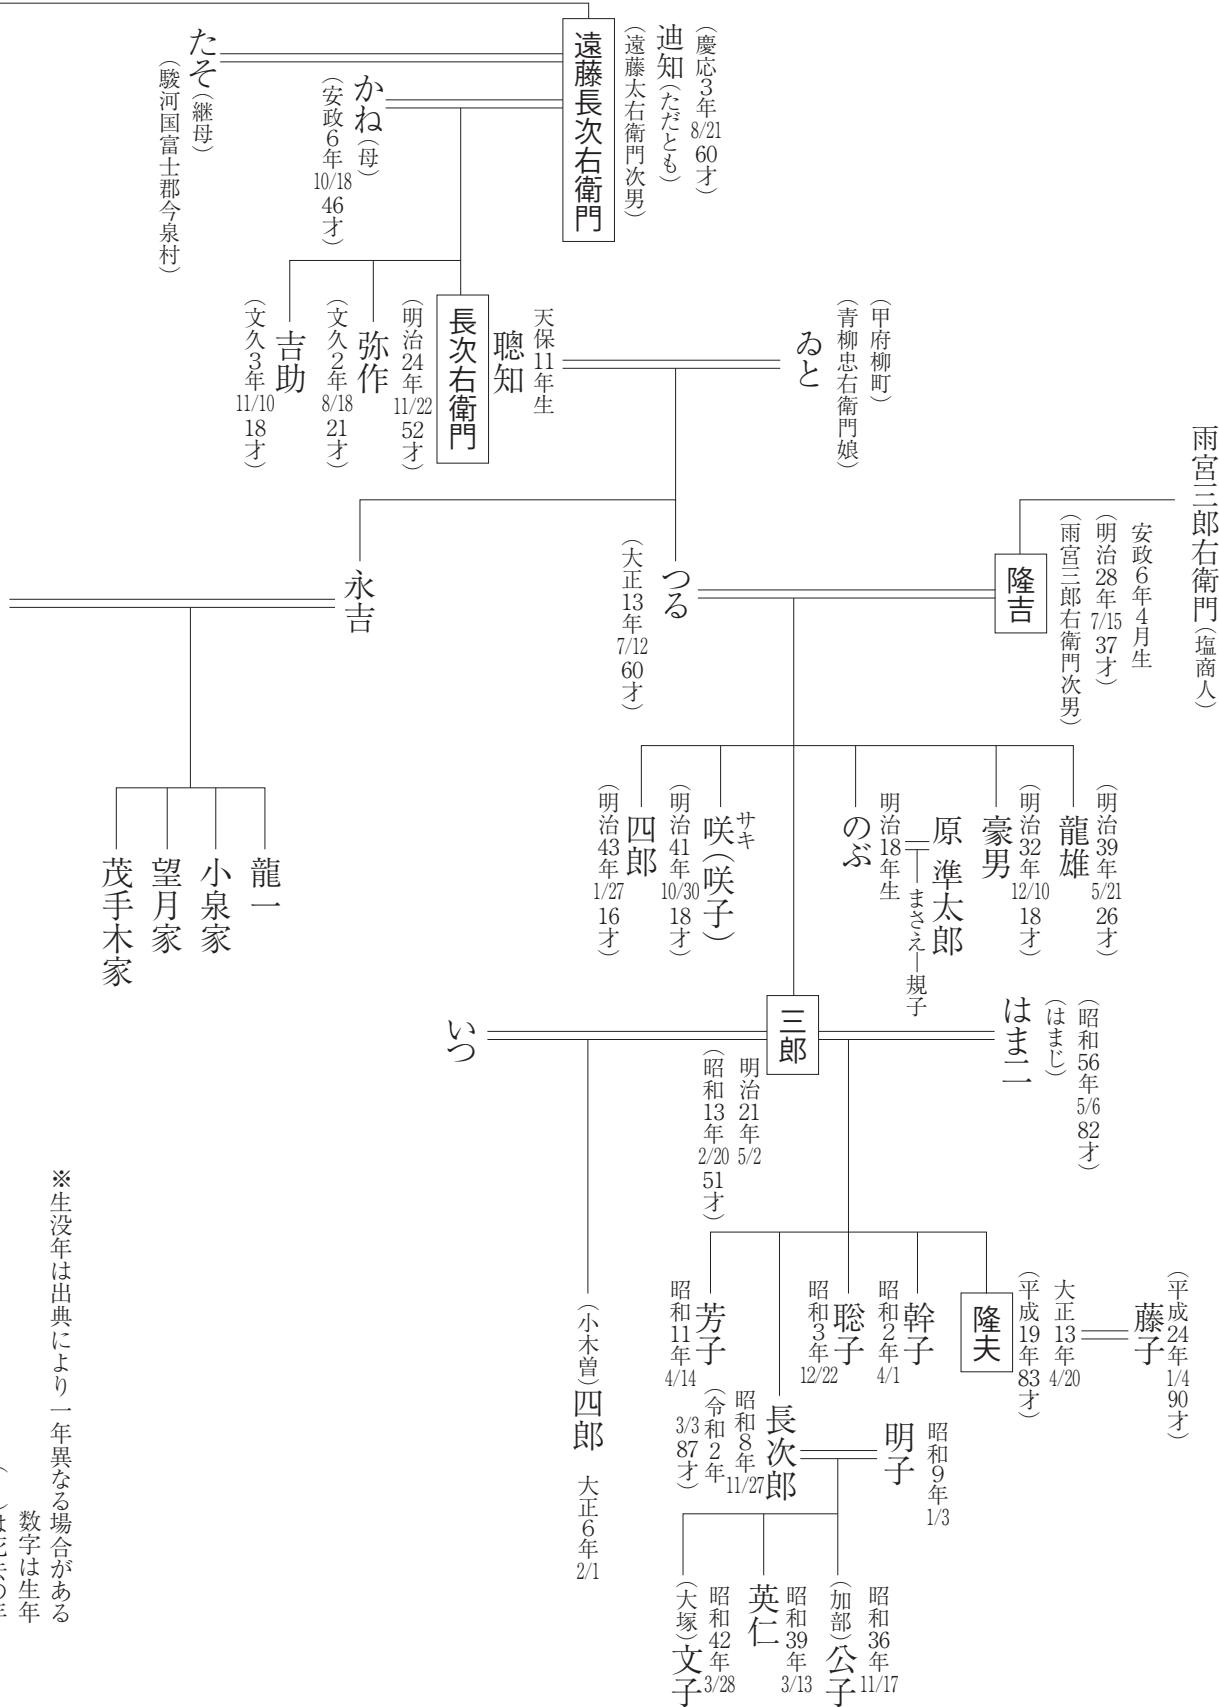 (慶応3年8/21 60才)
迪知(ただとも)
(遠藤太右衛門次男)
遠藤長次右衛門
かね(母)
(安政6年10/18 46才)
たそ(継母)
(駿河国富士郡今泉村)
(甲府柳町)
(青柳忠右衛門娘)
ゐと
天保11年生
聰知
長次右衛門
(明治24年11/22 52才)
弥作
(文久2年8/18 21才)
吉助
(文久3年11/10 18才)
雨宮三郎右衛門(塩商人)
安政6年4月生
(明治28年7/15 37才)
(雨宮三郎右衛門次男)
隆吉
つる
(大正13年7/12 60才)
永吉
(明治39年5/21 26才)
龍雄
(明治32年12/10 18才)
豪男
原 準太郎
まさえ―規子
明治18年生
のぶ
サキ
咲(咲子)
(明治41年10/30 18才)
四郎
(明治43年1/27 16才)
龍一
小泉家
望月家
茂手木家
(昭和56年5/6 82才)
(はまじ)
はま二
三郎
明治21年5/2
(昭和13年2/20 51才)
いつ
(平成24年1/4 90才)
藤子
大正13年4/20
(平成19年83才)
隆夫
幹子
昭和2年4/1
聡子
昭和3年12/22
昭和9年1/3
明子
長次郎
昭和8年11/27
(令和2年
3/3 87才)
芳子
昭和11年4/14
(小木曽)四郎 大正6年2/1
昭和36年11/17
(加部)公子
昭和39年3/13
英仁
昭和42年3/28
(大塚)文子
※生没年は出典により一年異なる場合がある
数字は生年